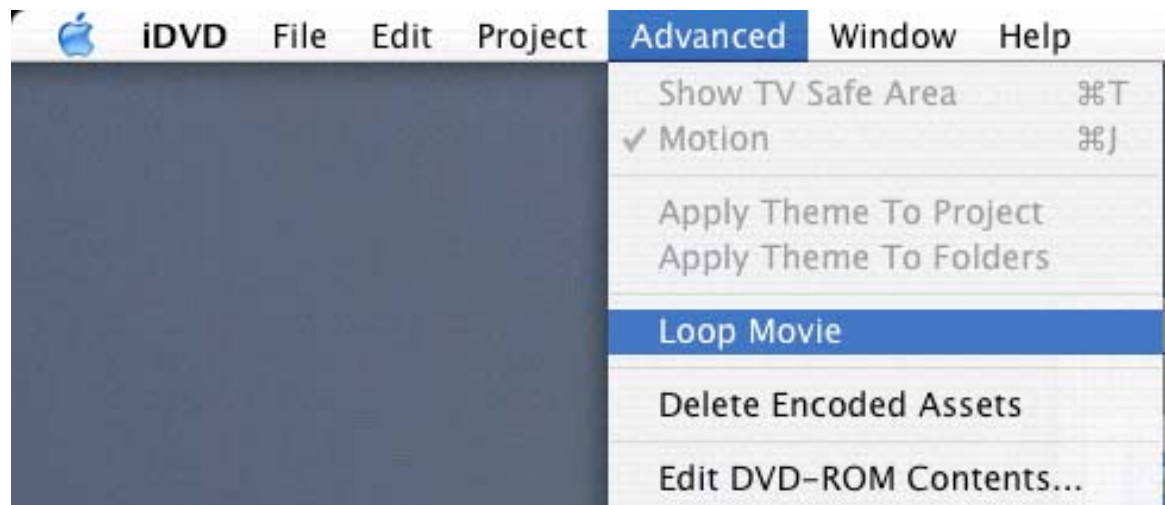 iDVD File Edit Project Advanced Window Help
Show TV Safe Area ⌘T
✓ Motion ⌘J
Apply Theme To Project
Apply Theme To Folders
Loop Movie
Delete Encoded Assets
Edit DVD-ROM Contents...